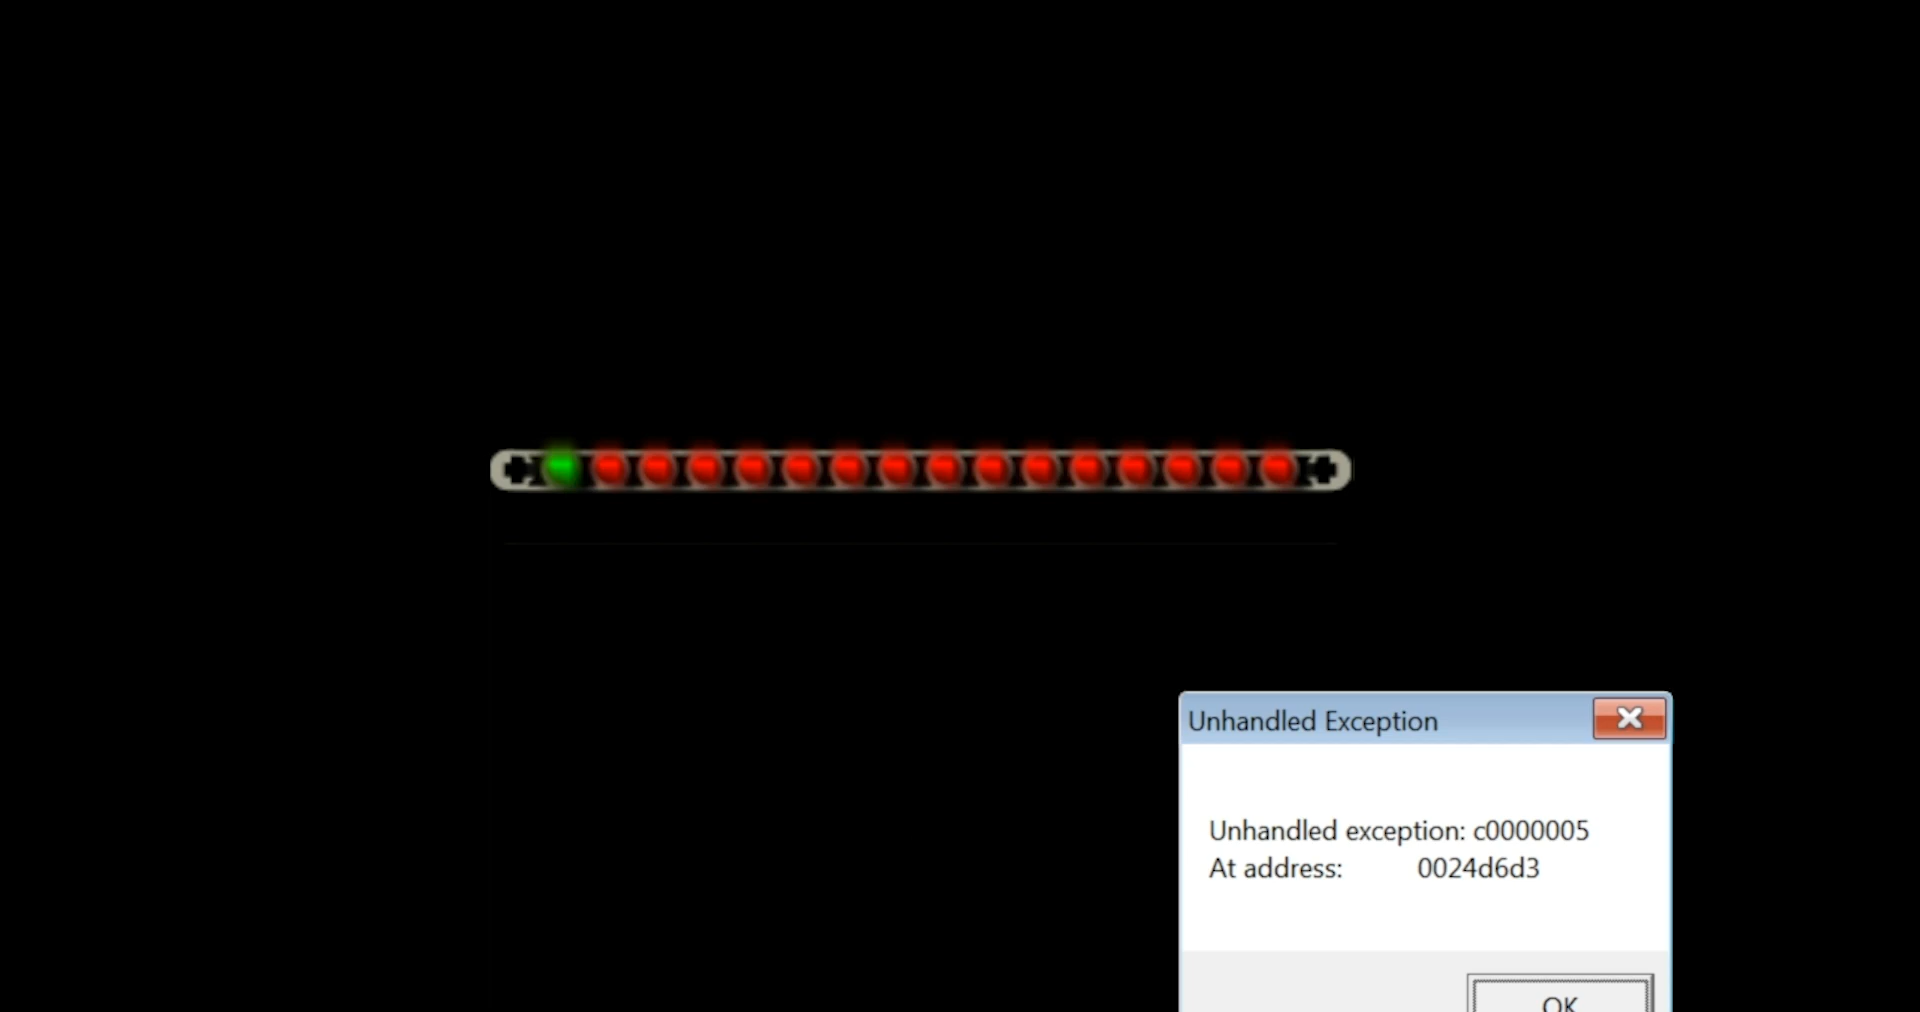 Unhandled Exception
Unhandled exception: c0000005
At address: 0024d6d3
OK